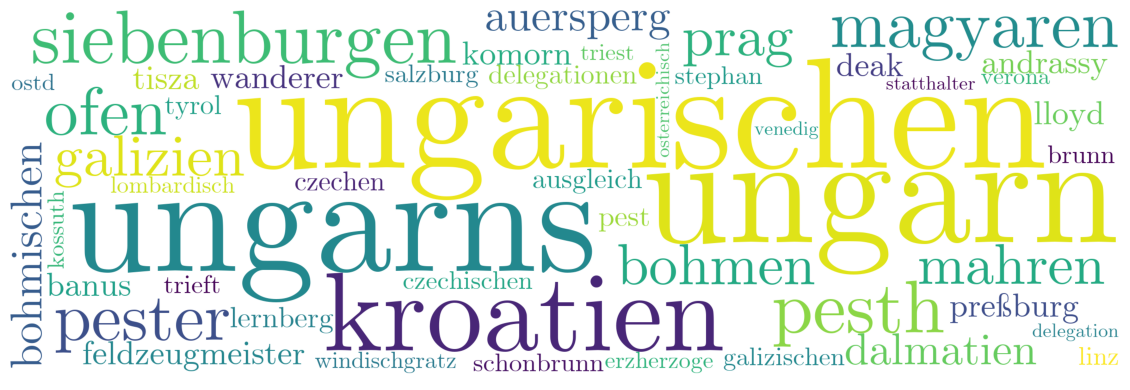 siebenburgen
auersperg
magyaren
komorn
triest
prag
deak
andrassy
ostd
tisza
wanderer
salzburg
delegationen
osterreichisch
stephan
statthalter
verona
ofen
tyrol
ungarischen
venedig
lloyd
galizien
lombardisch
czechen
ausgleich
brunn
bohmischen
kossuth
ungarns
pest
ungarn
banus
trieft
czechischen
bohmen
mahren
pester
lernberg
kroatien
pesth
preßburg
delegation
feldzeugmeister
windischgratz
schonbrunn
erzherzoge
galizischen
dalmatien
linz